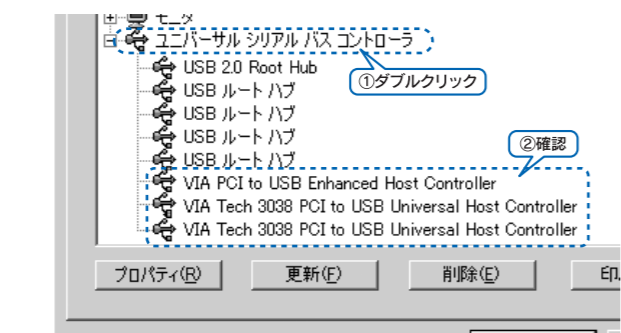 モニタ
ユニバーサル シリアル バス コントローラ
①ダブルクリック
USB 2.0 Root Hub
USB ルート ハブ
USB ルート ハブ
USB ルート ハブ
USB ルート ハブ
②確認
VIA PCI to USB Enhanced Host Controller
VIA Tech 3038 PCI to USB Universal Host Controller
VIA Tech 3038 PCI to USB Universal Host Controller
プロパティ(R) 更新(F) 削除(E)